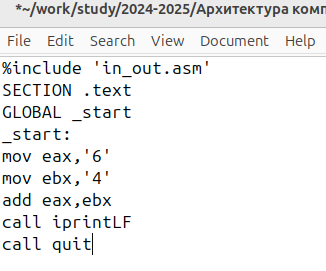 *~/work/study/2024-2025/Архитектура комп
File Edit Search View Document Help
%include 'in_out.asm'
SECTION .text
GLOBAL _start
_start:
mov eax,'6'
mov ebx,'4'
add eax,ebx
call iprintLF
call quit